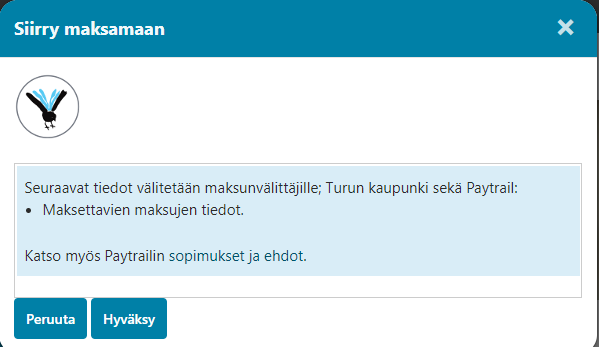 Siirry maksamaan
Seuraavat tiedot välitetään maksunvälittäjille; Turun kaupunki sekä Paytrail:
• Maksettavien maksujen tiedot.
Katso myös Paytrailin sopimukset ja ehdot.
Peruuta Hyväksy